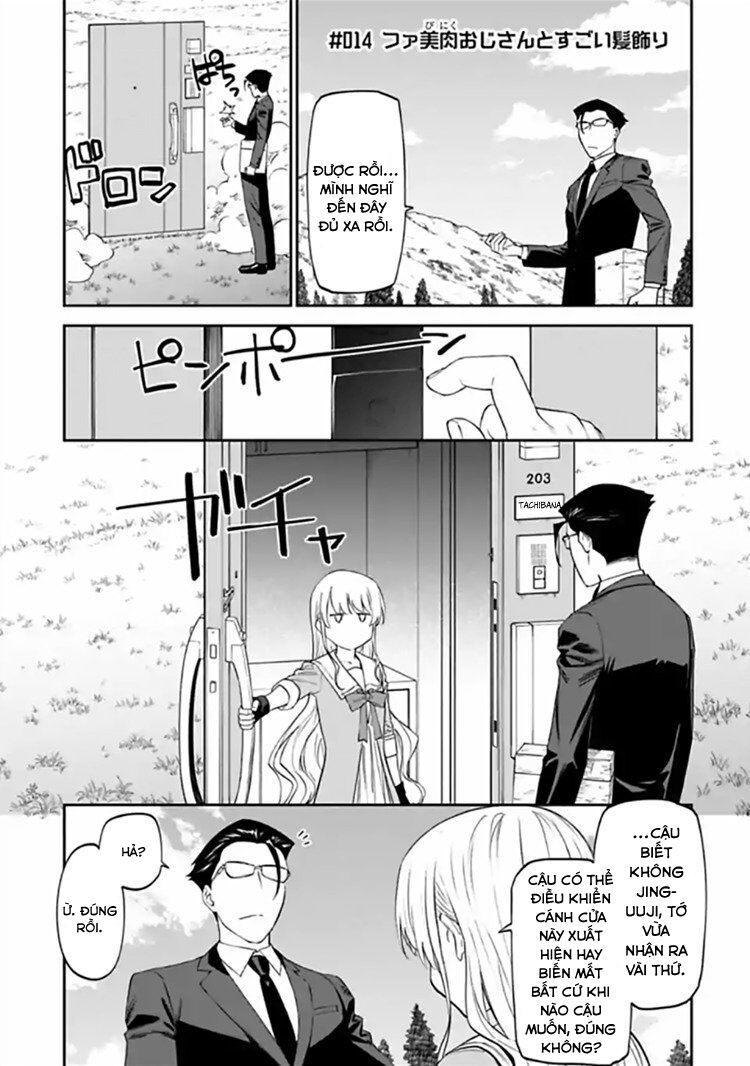 #014 ファ美肉おじさんとすごい髪飾り
びにく
ĐƯỢC RỒI...
MÌNH NGHĨ
ĐẾN ĐÂY
ĐỦ XA RỒI.
ぱちっ
ドロン
ピンポーン
ガチャ
203
TACHIBANA
...CẬU
BIẾT
KHÔNG
JING-
UUJI, TỚ
VỪA
NHẬN RA
VÀI THỨ.
CẬU CÓ THỂ
ĐIỀU KHIỂN
CÁNH CỬA
NÀY XUẤT
HIỆN HAY
BIẾN MẤT
BẤT CỨ KHI
NÀO CẬU
MUỐN, ĐÚNG
KHÔNG?
HẢ?
Ừ. ĐÚNG
RỒI.